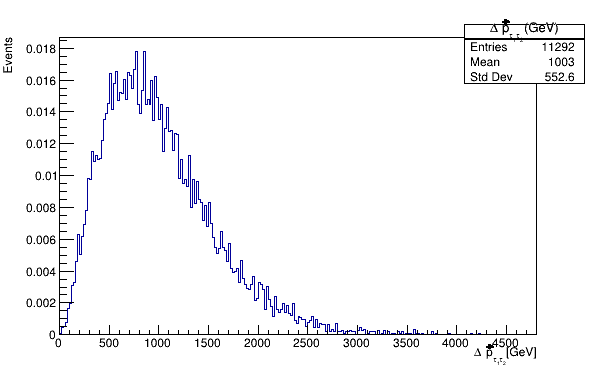 Δ p⃗_τ₁τ₂ (GeV)
Entries 11292
Mean 1003
Std Dev 552.6
Events
0.018
0.016
0.014
0.012
0.01
0.008
0.006
0.004
0.002
0
0 500 1000 1500 2000 2500 3000 3500 4000 4500
Δ p⃗_τ₁τ₂ [GeV]